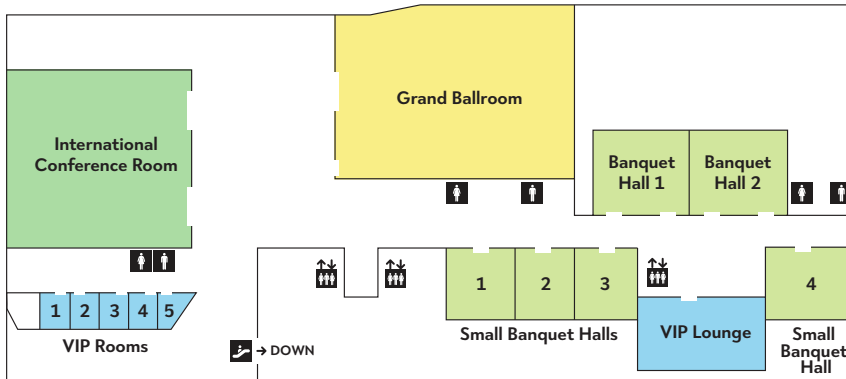 Grand Ballroom
International
Conference Room
Banquet
Hall 1
Banquet
Hall 2
1
2
3
4
5
VIP Rooms
→ DOWN
1
2
3
Small Banquet Halls
VIP Lounge
4
Small
Banquet
Hall